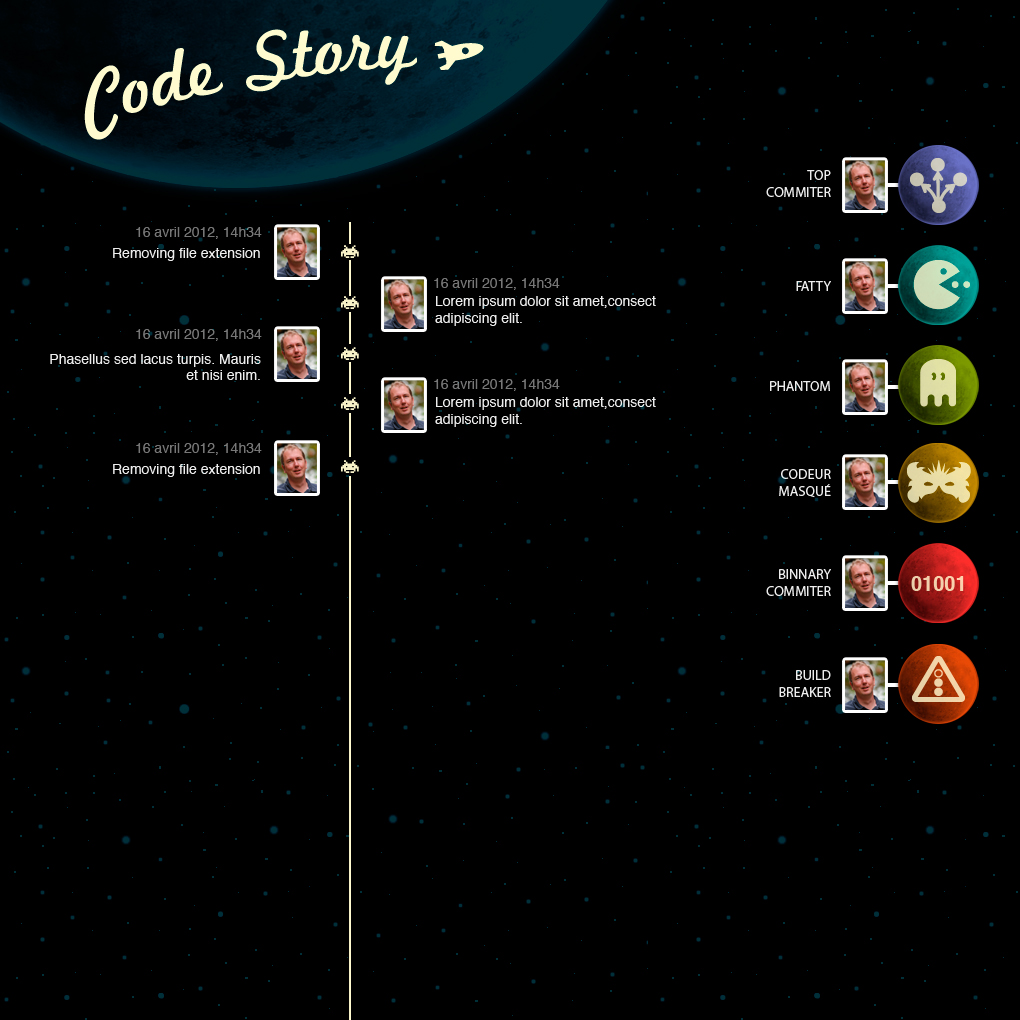 Code Story
16 avril 2012, 14h34
Removing file extension
16 avril 2012, 14h34
Lorem ipsum dolor sit amet,consect
adipiscing elit.
16 avril 2012, 14h34
Phasellus sed lacus turpis. Mauris
et nisi enim.
16 avril 2012, 14h34
Lorem ipsum dolor sit amet,consect
adipiscing elit.
16 avril 2012, 14h34
Removing file extension
TOP
COMMITER
FATTY
PHANTOM
CODEUR
MASQUÉ
BINNARY
COMMITER
01001
BUILD
BREAKER